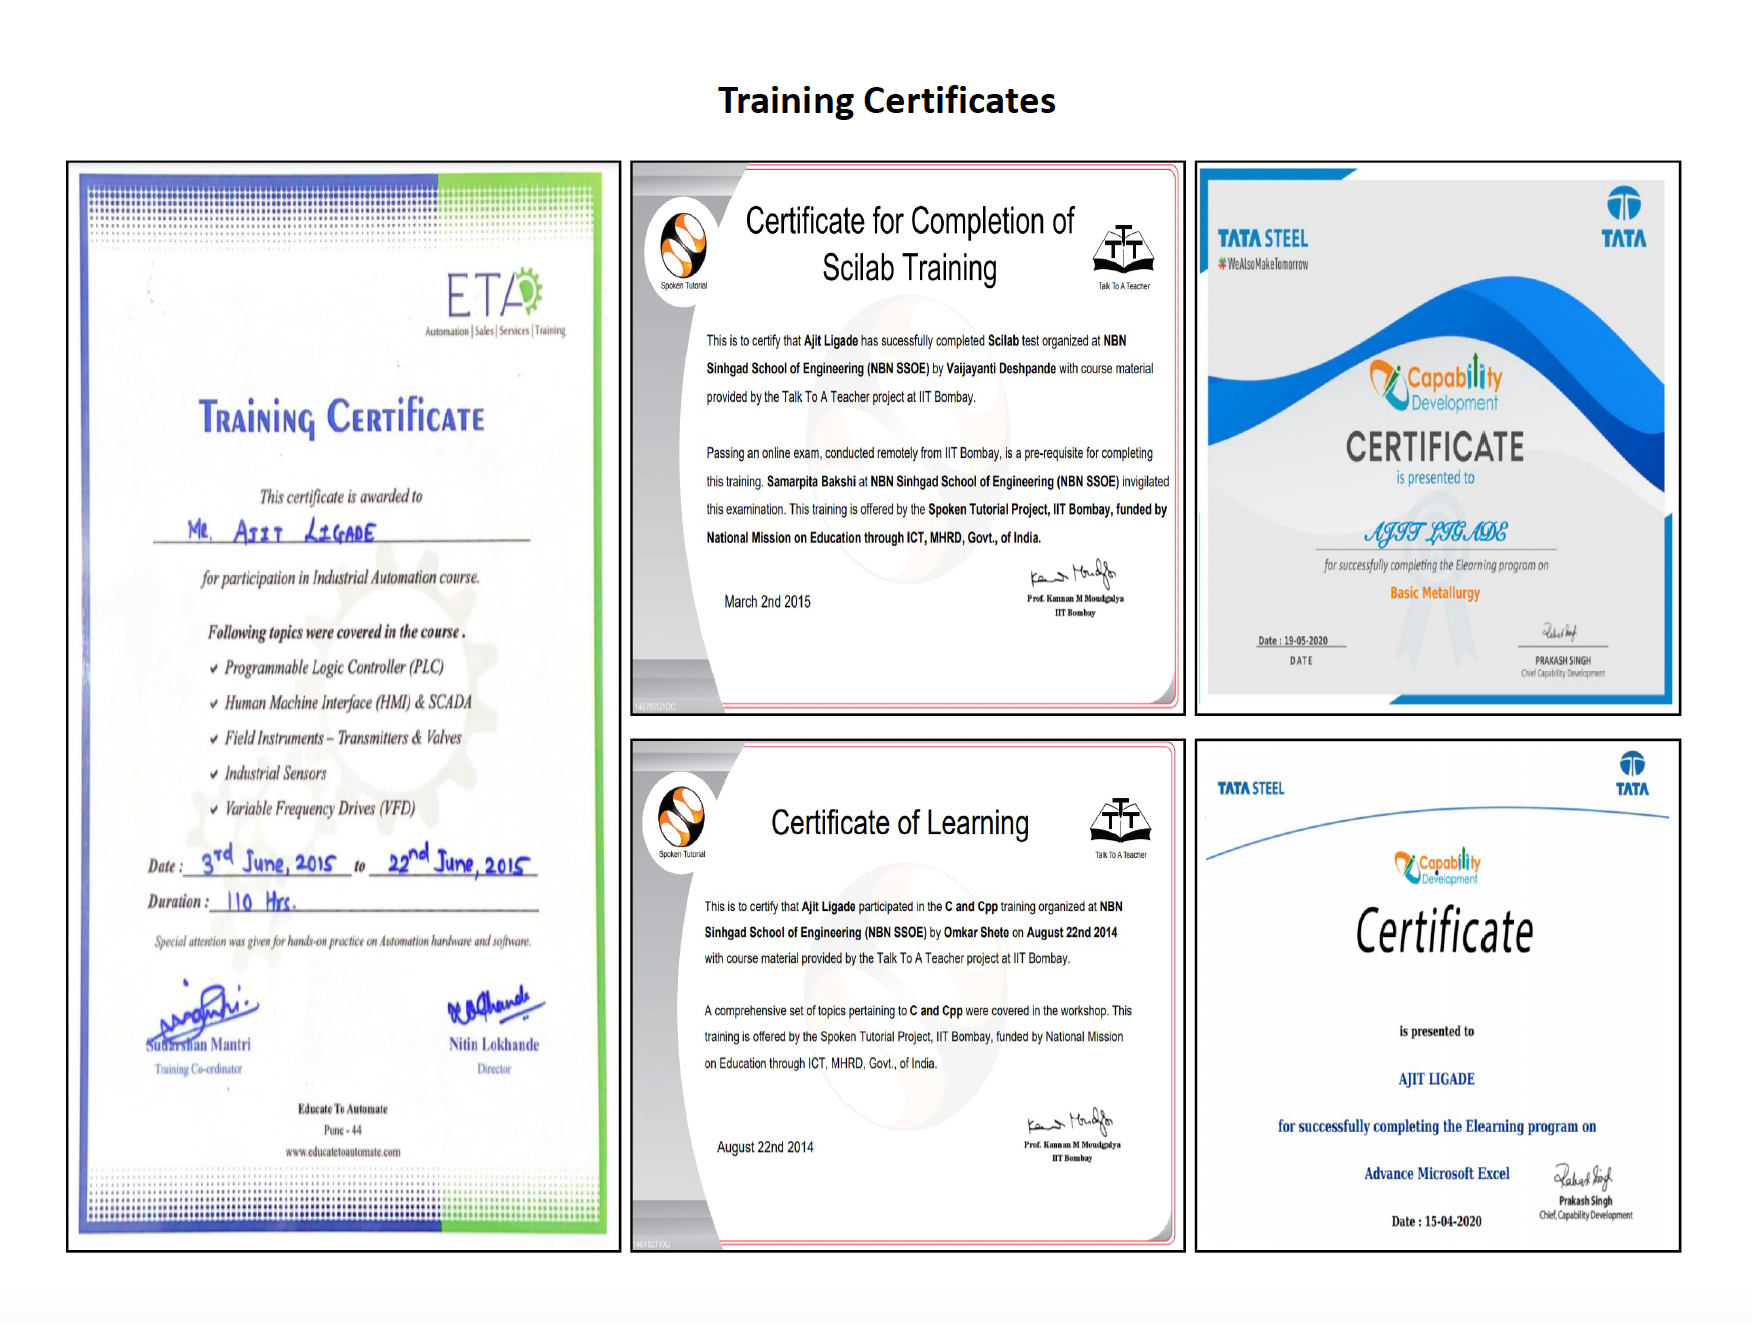 Training Certificates
ETA
Automation | Sales | Services | Training
Training Certificate
This certificate is awarded to
Mr. AJIT LIGADE
for participation in Industrial Automation course.
Following topics were covered in the course .
✓ Programmable Logic Controller (PLC)
✓ Human Machine Interface (HMI) & SCADA
✓ Field Instruments – Transmitters & Valves
✓ Industrial Sensors
✓ Variable Frequency Drives (VFD)
Date : 3rd June, 2015 to 22nd June, 2015
Duration : 110 Hrs.
Special attention was given for hands-on practice on Automation hardware and software.
Sudarshan Mantri
Training Co-ordinator
Nitin Lokhande
Director
Educate To Automate
Pune - 44
www.educatetoautomate.com
Spoken Tutorial
Certificate for Completion of
Scilab Training
TTT
Talk To A Teacher
This is to certify that Ajit Ligade has sucessfully completed Scilab test organized at NBN
Sinhgad School of Engineering (NBN SSOE) by Vaijayanti Deshpande with course material
provided by the Talk To A Teacher project at IIT Bombay.
Passing an online exam, conducted remotely from IIT Bombay, is a pre-requisite for completing
this training. Samarpita Bakshi at NBN Sinhgad School of Engineering (NBN SSOE) invigilated
this examination. This training is offered by the Spoken Tutorial Project, IIT Bombay, funded by
National Mission on Education through ICT, MHRD, Govt., of India.
March 2nd 2015
Prof. Kannan M Moudgalya
IIT Bombay
TATA STEEL
#WeAlsoMakeTomorrow
TATA
Capability
Development
CERTIFICATE
is presented to
AJIT LIGADE
for successfully completing the Elearning program on
Basic Metallurgy
Date : 19-05-2020
DATE
PRAKASH SINGH
Chief Capability Development
Spoken Tutorial
Certificate of Learning
TTT
Talk To A Teacher
This is to certify that Ajit Ligade participated in the C and Cpp training organized at NBN
Sinhgad School of Engineering (NBN SSOE) by Omkar Shete on August 22nd 2014
with course material provided by the Talk To A Teacher project at IIT Bombay.
A comprehensive set of topics pertaining to C and Cpp were covered in the workshop. This
training is offered by the Spoken Tutorial Project, IIT Bombay, funded by National Mission
on Education through ICT, MHRD, Govt., of India.
August 22nd 2014
Prof. Kannan M Moudgalya
IIT Bombay
TATA STEEL
TATA
Capability
Development
Certificate
is presented to
AJIT LIGADE
for successfully completing the Elearning program on
Advance Microsoft Excel
Date : 15-04-2020
Prakash Singh
Chief, Capability Development